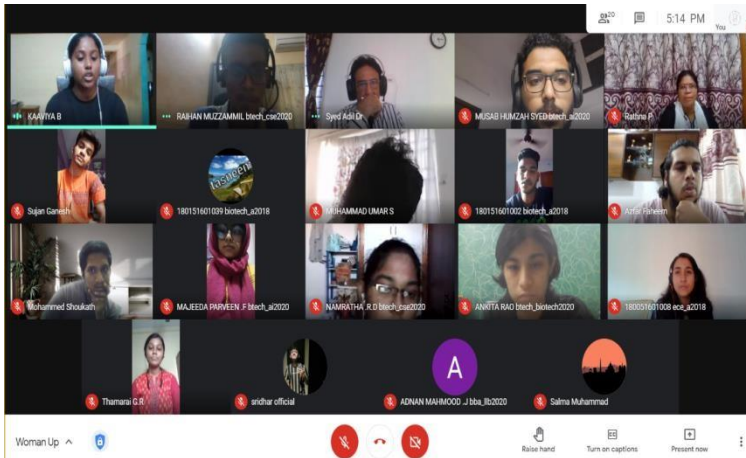 20
5:14 PM
You
KAAVIYA B
RAIHAN MUZZAMMIL btech_cse2020
Syed Adil Dr
MUSAB HUMZAH SYED btech_ai2020
Rathna P
Sujan Ganesh
Tasneem
180151601039 biotech_a2018
MUHAMMAD UMAR S
180151601002 biotech_a2018
Azfar Faheem
Mohammed Shoukath
MAJEEDA PARVEEN .F btech_ai2020
NAMRATHA .R.D btech_cse2020
ANKITA RAO btech_biotech2020
180051601008 ece_a2018
Thamarai G.R
sridhar official
A
ADNAN MAHMOOD .J bba_llb2020
Salma Muhammad
Woman Up
Raise hand
CC
Turn on captions
Present now